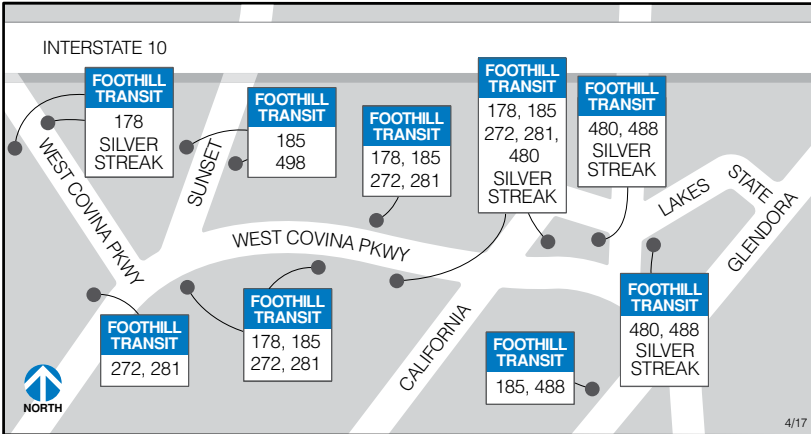 INTERSTATE 10
FOOTHILL
TRANSIT
178
SILVER
STREAK
FOOTHILL
TRANSIT
185
498
FOOTHILL
TRANSIT
178, 185
272, 281
FOOTHILL
TRANSIT
178, 185
272, 281,
480
SILVER
STREAK
FOOTHILL
TRANSIT
480, 488
SILVER
STREAK
WEST COVINA PKWY
SUNSET
WEST COVINA PKWY
LAKES
STATE
GLENDORA
CALIFORNIA
FOOTHILL
TRANSIT
272, 281
FOOTHILL
TRANSIT
178, 185
272, 281
FOOTHILL
TRANSIT
185, 488
FOOTHILL
TRANSIT
480, 488
SILVER
STREAK
NORTH
4/17